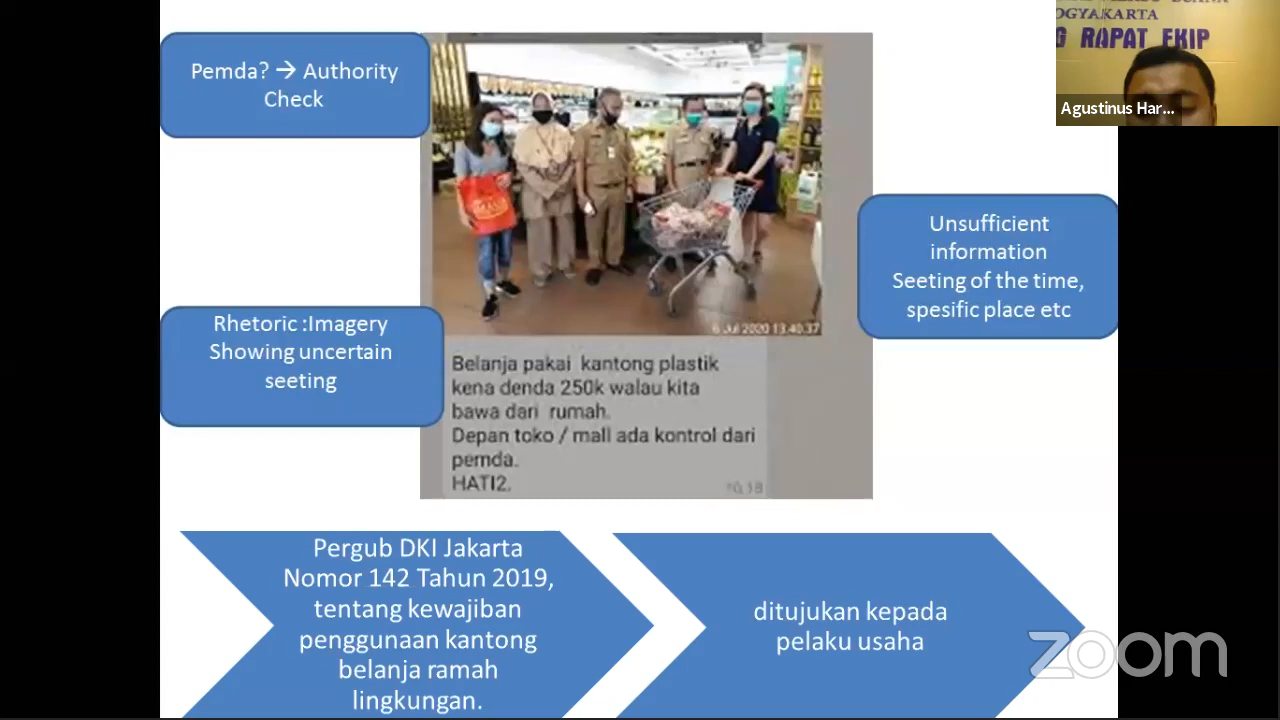 Pemda? → Authority
Check
OGYAKARTA
G RAPAT FKIP
Agustinus Har...
Unsufficient
information
Seeting of the time,
spesific place etc
Rhetoric :Imagery
Showing uncertain
seeting
6 Jul 2020 13.40.37
Belanja pakai kantong plastik
kena denda 250k walau kita
bawa dari rumah.
Depan toko / mall ada kontrol dari
pemda.
HATI2.
10.18
Pergub DKI Jakarta
Nomor 142 Tahun 2019,
tentang kewajiban
penggunaan kantong
belanja ramah
lingkungan.
ditujukan kepada
pelaku usaha
zoom